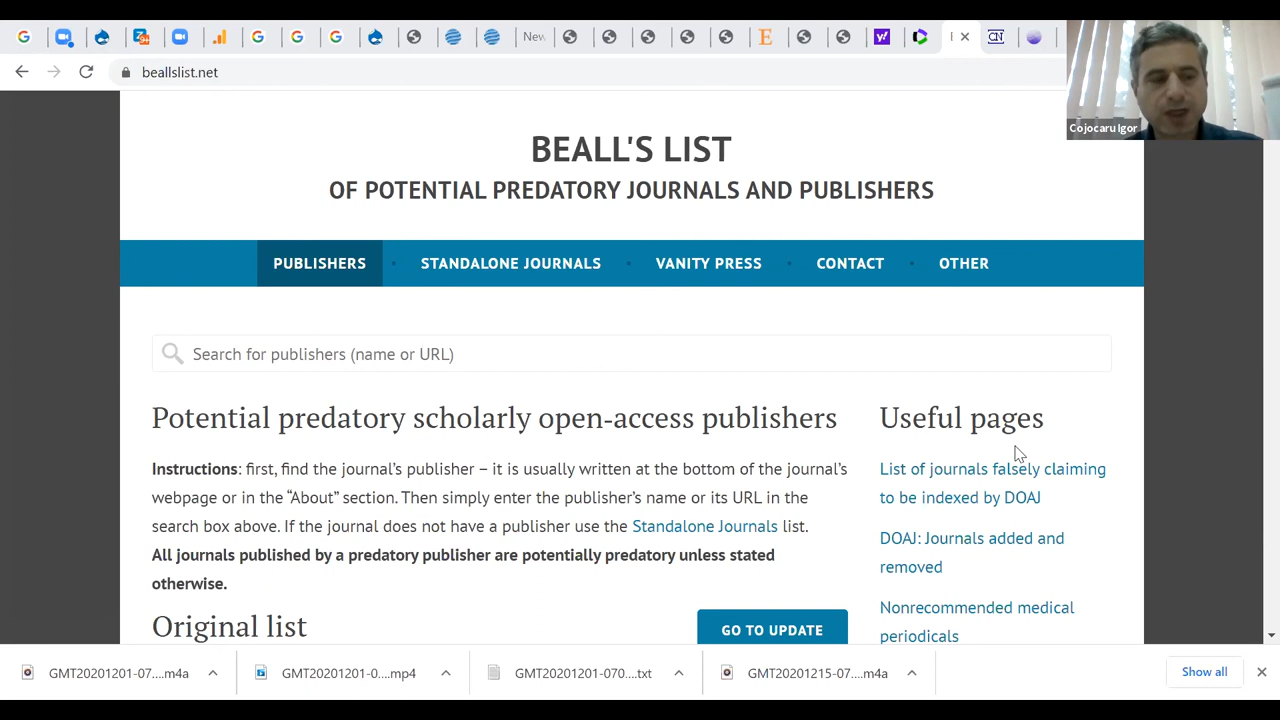 New
beallslist.net
Cojocaru Igor
BEALL'S LIST
OF POTENTIAL PREDATORY JOURNALS AND PUBLISHERS
PUBLISHERS
STANDALONE JOURNALS
VANITY PRESS
CONTACT
OTHER
Search for publishers (name or URL)
Potential predatory scholarly open-access publishers
Instructions: first, find the journal's publisher – it is usually written at the bottom of the journal's
webpage or in the “About” section. Then simply enter the publisher's name or its URL in the
search box above. If the journal does not have a publisher use the Standalone Journals list.
All journals published by a predatory publisher are potentially predatory unless stated
otherwise.
Original list
GO TO UPDATE
Useful pages
List of journals falsely claiming
to be indexed by DOAJ
DOAJ: Journals added and
removed
Nonrecommended medical
periodicals
GMT20201201-07....m4a
GMT20201201-0....mp4
GMT20201201-070....txt
GMT20201215-07....m4a
Show all